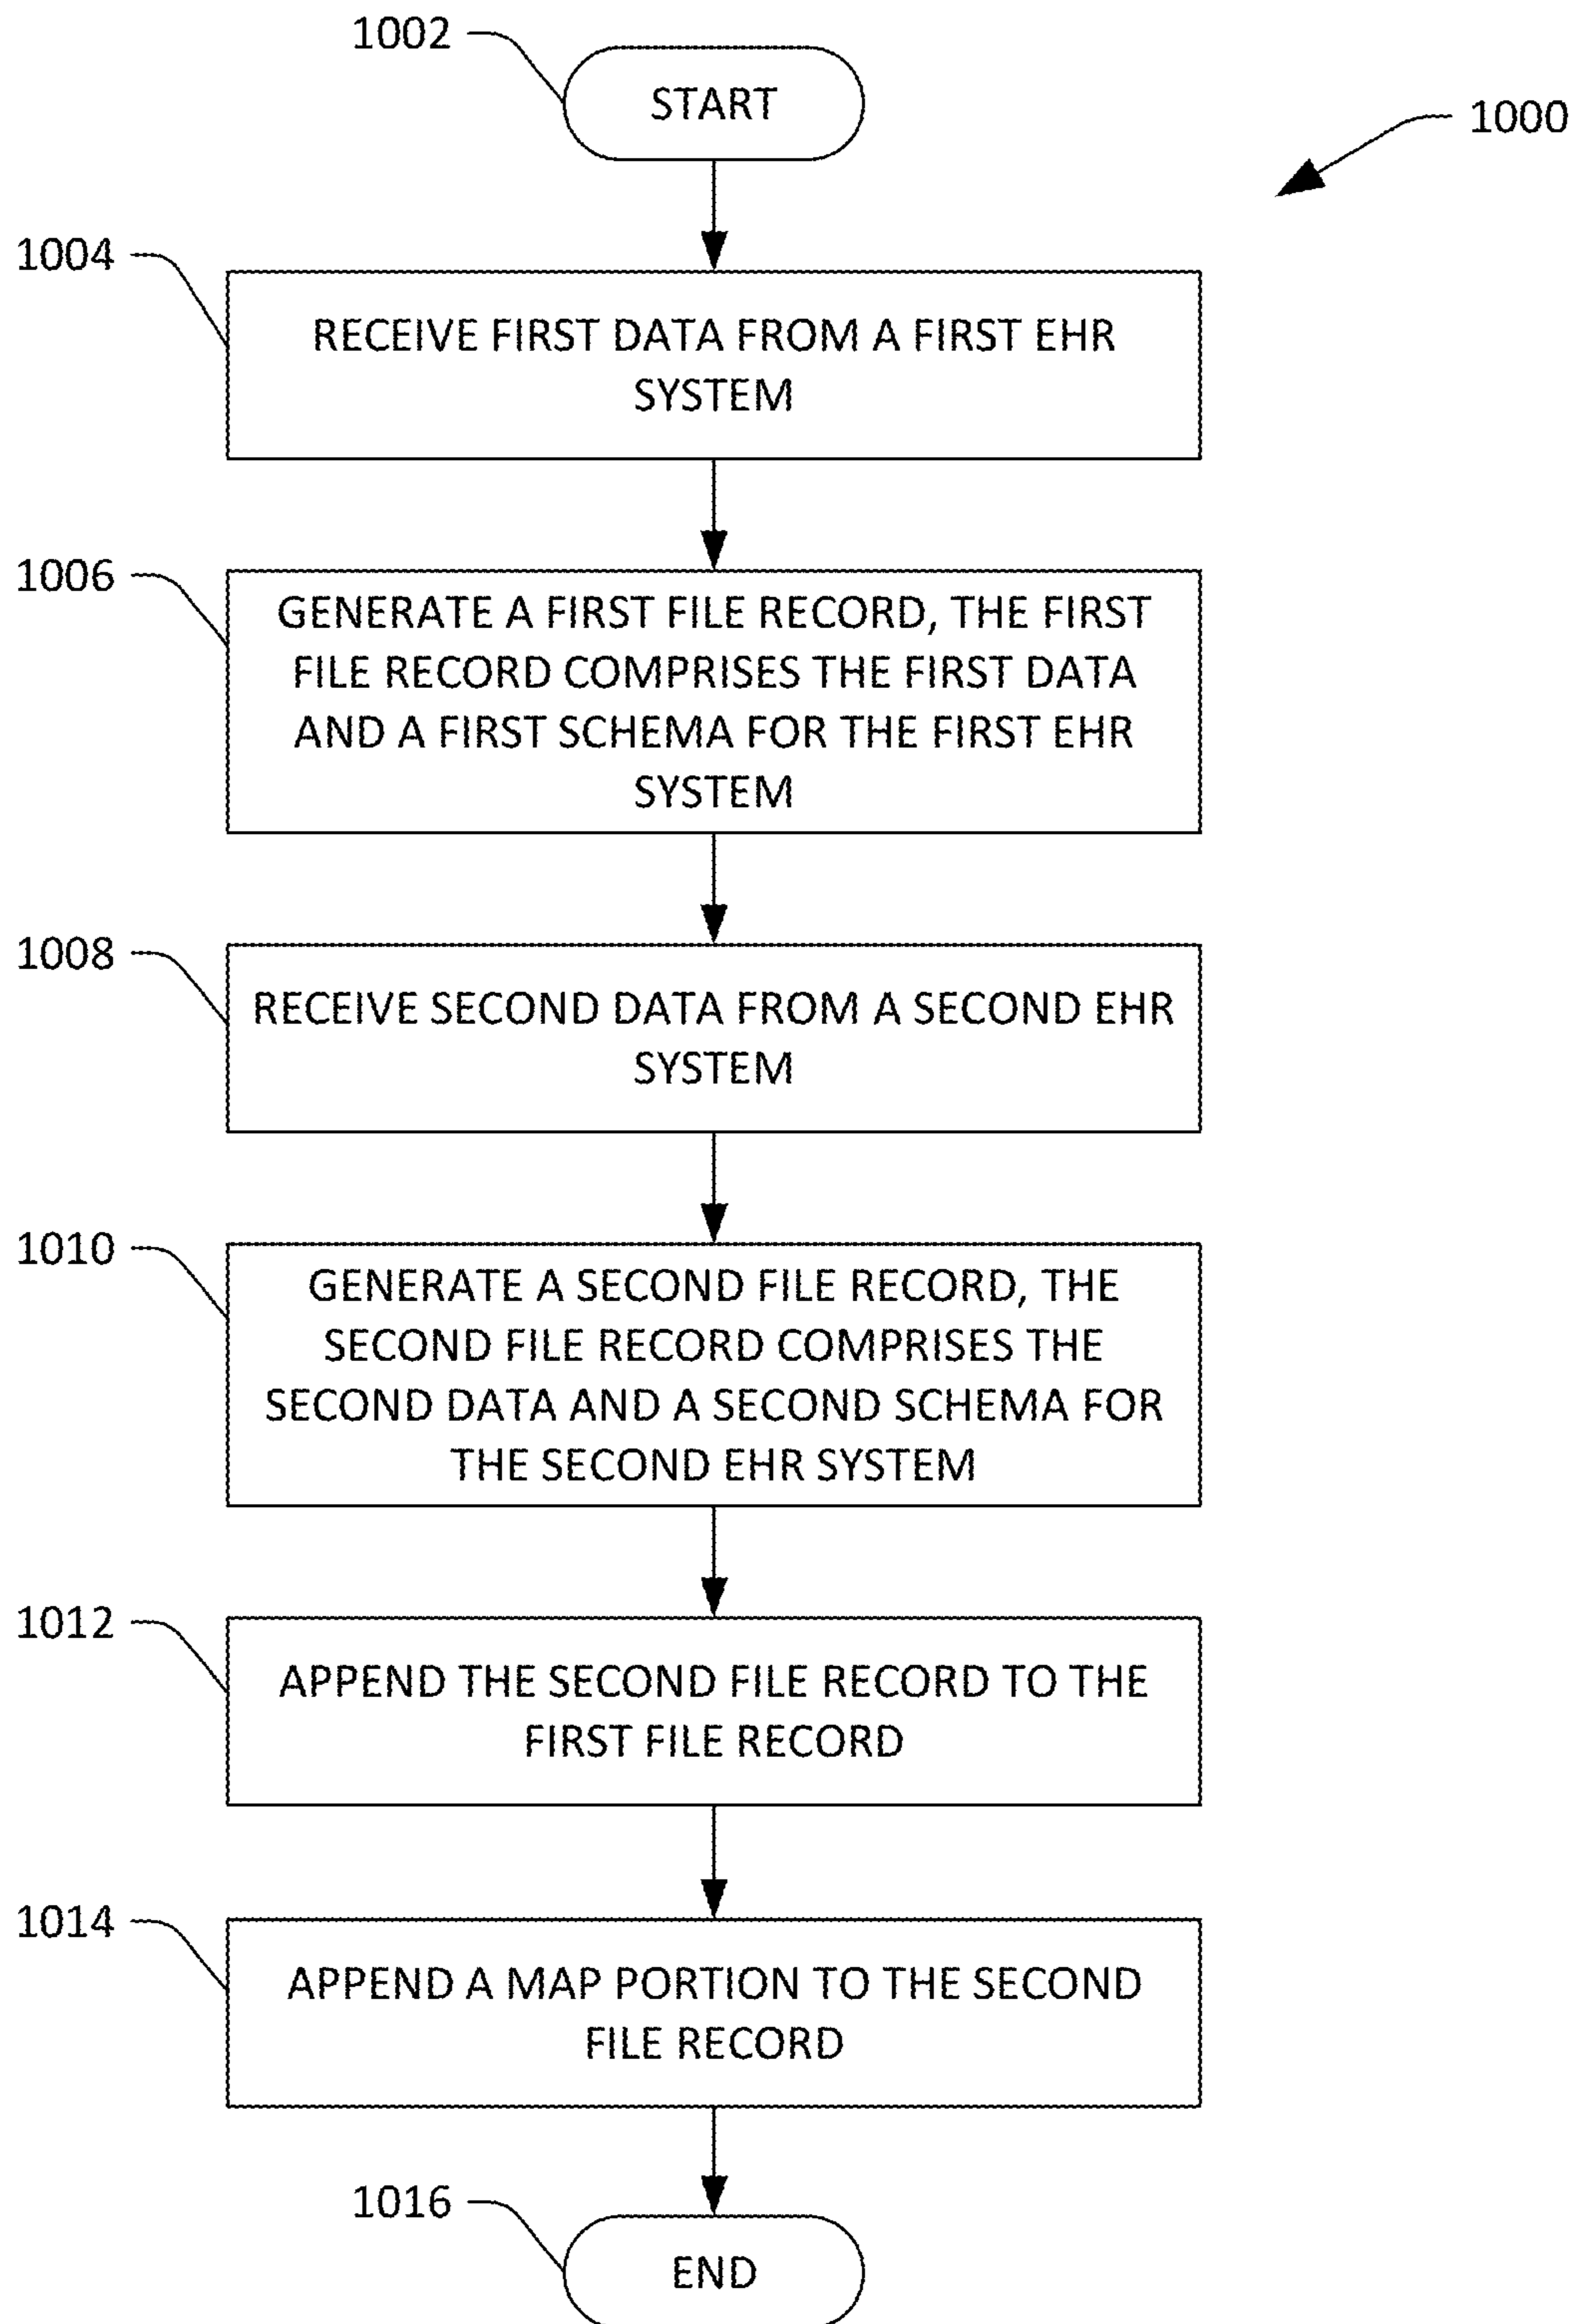 1002
START
1000
1004
RECEIVE FIRST DATA FROM A FIRST EHR
SYSTEM
1006
GENERATE A FIRST FILE RECORD, THE FIRST
FILE RECORD COMPRISES THE FIRST DATA
AND A FIRST SCHEMA FOR THE FIRST EHR
SYSTEM
1008
RECEIVE SECOND DATA FROM A SECOND EHR
SYSTEM
1010
GENERATE A SECOND FILE RECORD, THE
SECOND FILE RECORD COMPRISES THE
SECOND DATA AND A SECOND SCHEMA FOR
THE SECOND EHR SYSTEM
1012
APPEND THE SECOND FILE RECORD TO THE
FIRST FILE RECORD
1014
APPEND A MAP PORTION TO THE SECOND
FILE RECORD
1016
END